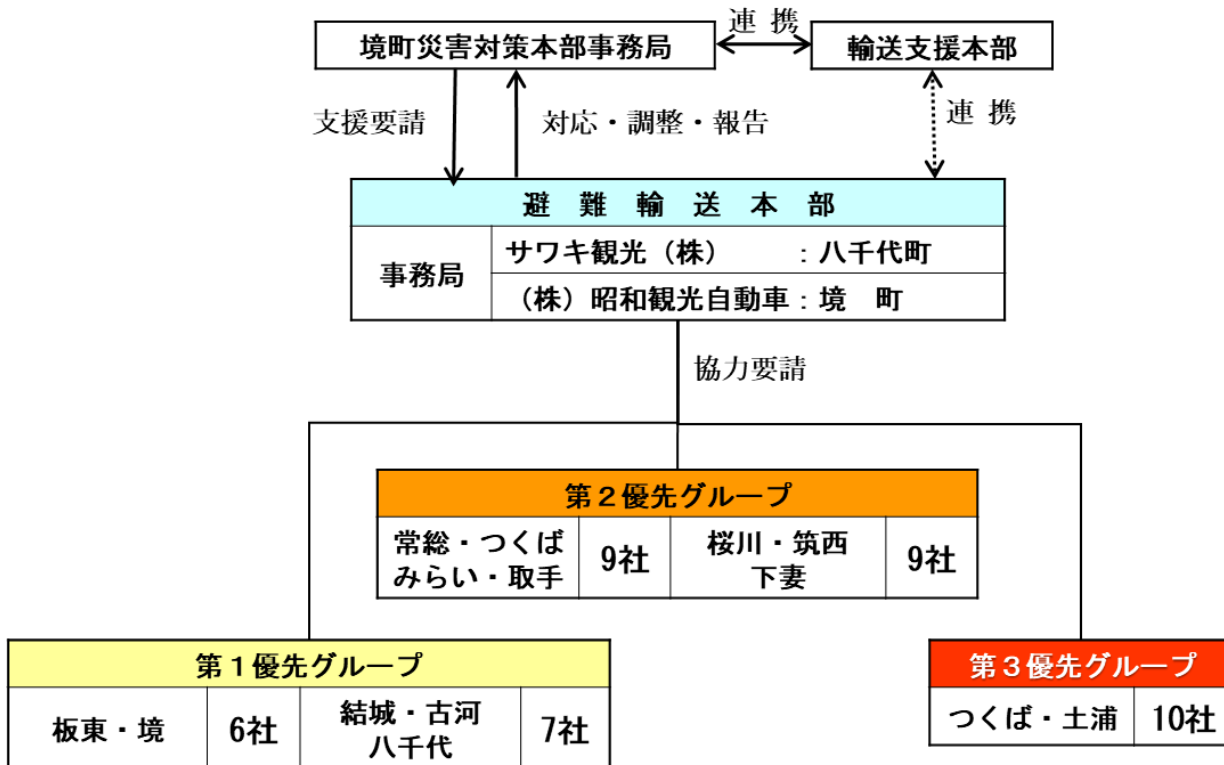 境町災害対策本部事務局
連 携
輸送支援本部
支援要請
対応・調整・報告
連 携
避 難 輸 送 本 部
事務局
サワキ観光（株） ：八千代町
（株）昭和観光自動車：境 町
協力要請
第２優先グループ
常総・つくば
みらい・取手
9社
桜川・筑西
下妻
9社
第１優先グループ
板東・境
6社
結城・古河
八千代
7社
第３優先グループ
つくば・土浦
10社